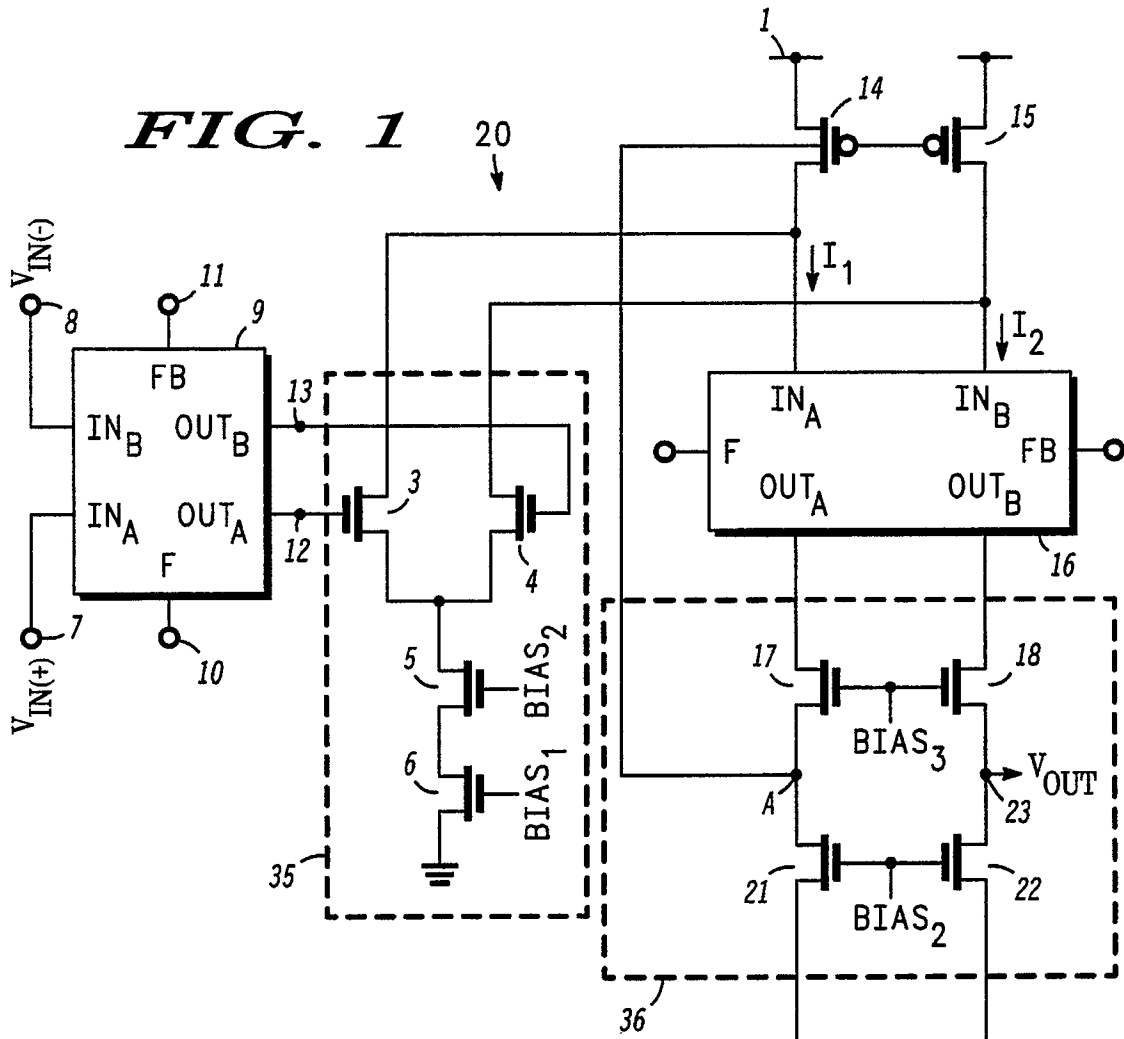 FIG. 1
20
1
14
15
V_IN(-)
8
11
9
I_1
I_2
FB
IN_B OUT_B
IN_A OUT_A
F
13
12
3
4
IN_A IN_B
F FB
OUT_A OUT_B
16
7
V_IN(+)
10
5
BIAS_2
6
BIAS_1
35
17
18
BIAS_3
A
23
V_OUT
21
22
BIAS_2
36